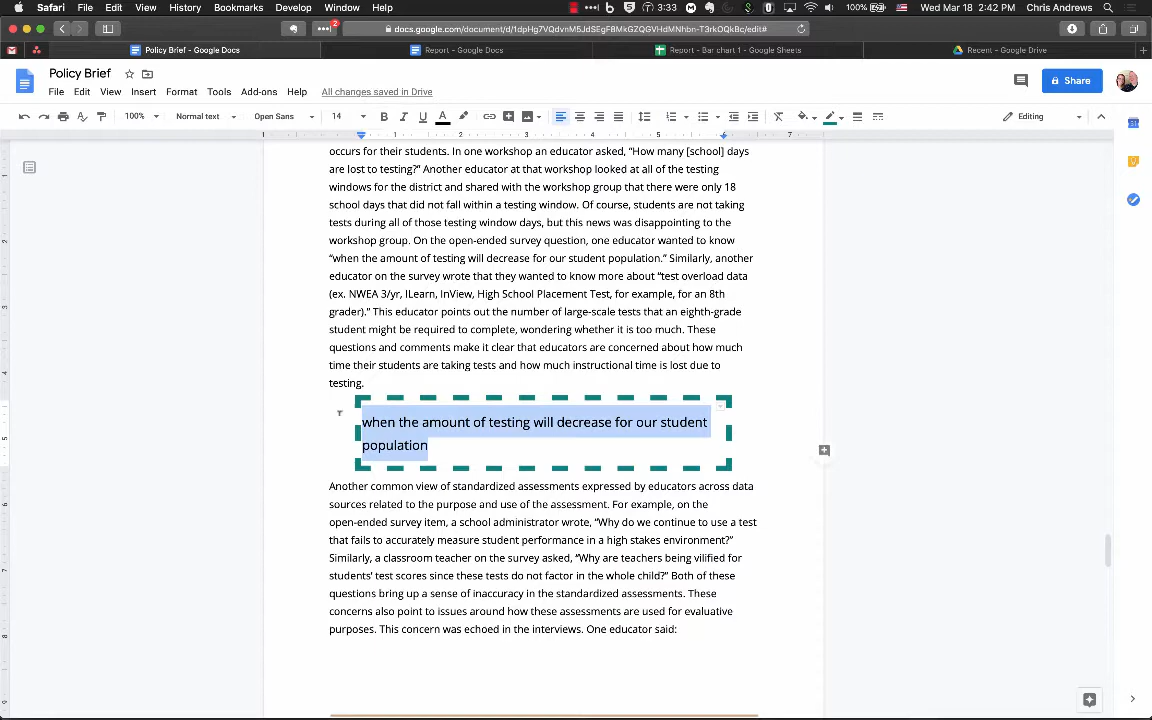 Safari File Edit View History Bookmarks Develop Window Help 3:33 100% Wed Mar 18 2:42 PM Chris Andrews
docs.google.com/document/d/1dpHg7VQdvnM5JdSEgF8MkGZQGVHdMNhbn-T3rkOQkBc/edit#
Policy Brief - Google Docs Report - Google Docs Report - Bar chart 1 - Google Sheets Recent - Google Drive
Policy Brief
Share
File Edit View Insert Format Tools Add-ons Help All changes saved in Drive
100% Normal text Open Sans 14 B I U A Editing
1 1 2 3 4 5 6 7
occurs for their students. In one workshop an educator asked, “How many [school] days
are lost to testing?” Another educator at that workshop looked at all of the testing
windows for the district and shared with the workshop group that there were only 18
school days that did not fall within a testing window. Of course, students are not taking
tests during all of those testing window days, but this news was disappointing to the
workshop group. On the open-ended survey question, one educator wanted to know
“when the amount of testing will decrease for our student population.” Similarly, another
educator on the survey wrote that they wanted to know more about “test overload data
(ex. NWEA 3/yr, ILearn, InView, High School Placement Test, for example, for an 8th
grader).” This educator points out the number of large-scale tests that an eighth-grade
student might be required to complete, wondering whether it is too much. These
questions and comments make it clear that educators are concerned about how much
time their students are taking tests and how much instructional time is lost due to
testing.
when the amount of testing will decrease for our student
population
Another common view of standardized assessments expressed by educators across data
sources related to the purpose and use of the assessment. For example, on the
open-ended survey item, a school administrator wrote, “Why do we continue to use a test
that fails to accurately measure student performance in a high stakes environment?”
Similarly, a classroom teacher on the survey asked, “Why are teachers being vilified for
students’ test scores since these tests do not factor in the whole child?” Both of these
questions bring up a sense of inaccuracy in the standardized assessments. These
concerns also point to issues around how these assessments are used for evaluative
purposes. This concern was echoed in the interviews. One educator said: